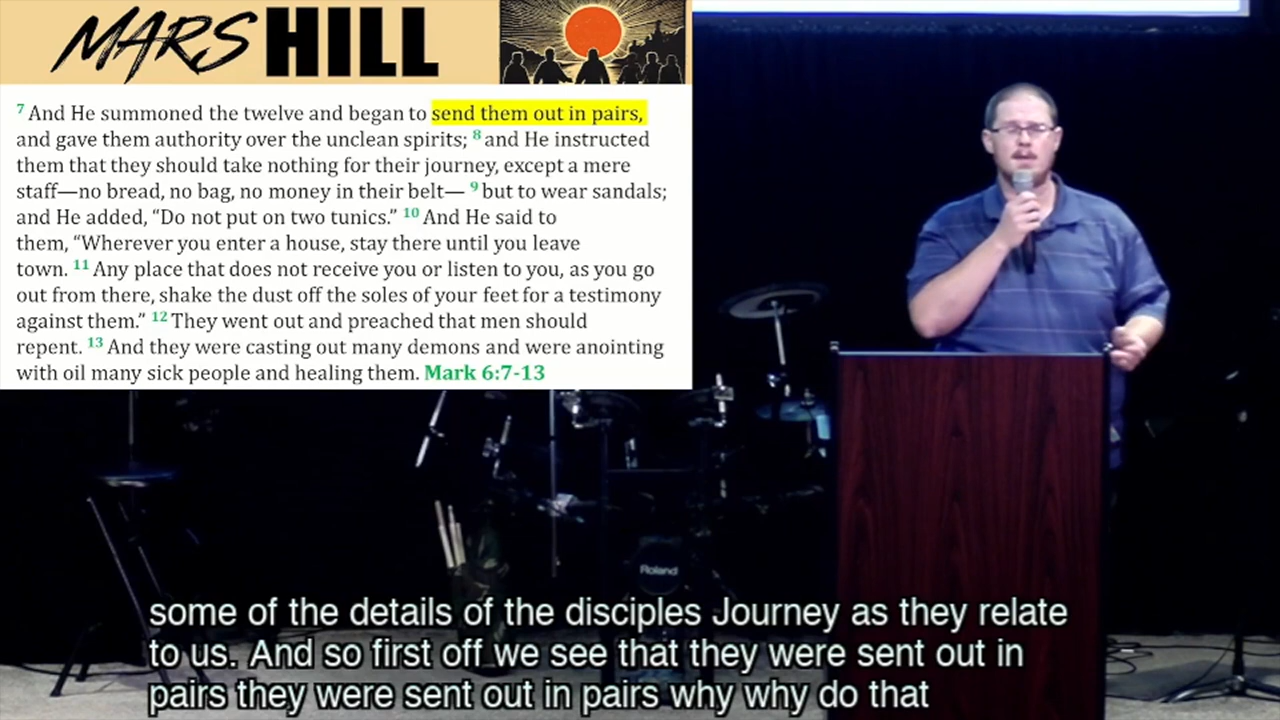 MARS HILL
7 And He summoned the twelve and began to send them out in pairs,
and gave them authority over the unclean spirits; 8 and He instructed
them that they should take nothing for their journey, except a mere
staff—no bread, no bag, no money in their belt— 9 but to wear sandals;
and He added, “Do not put on two tunics.” 10 And He said to
them, “Wherever you enter a house, stay there until you leave
town. 11 Any place that does not receive you or listen to you, as you go
out from there, shake the dust off the soles of your feet for a testimony
against them.” 12 They went out and preached that men should
repent. 13 And they were casting out many demons and were anointing
with oil many sick people and healing them. Mark 6:7-13
Roland
some of the details of the disciples Journey as they relate
to us. And so first off we see that they were sent out in
pairs they were sent out in pairs why why do that